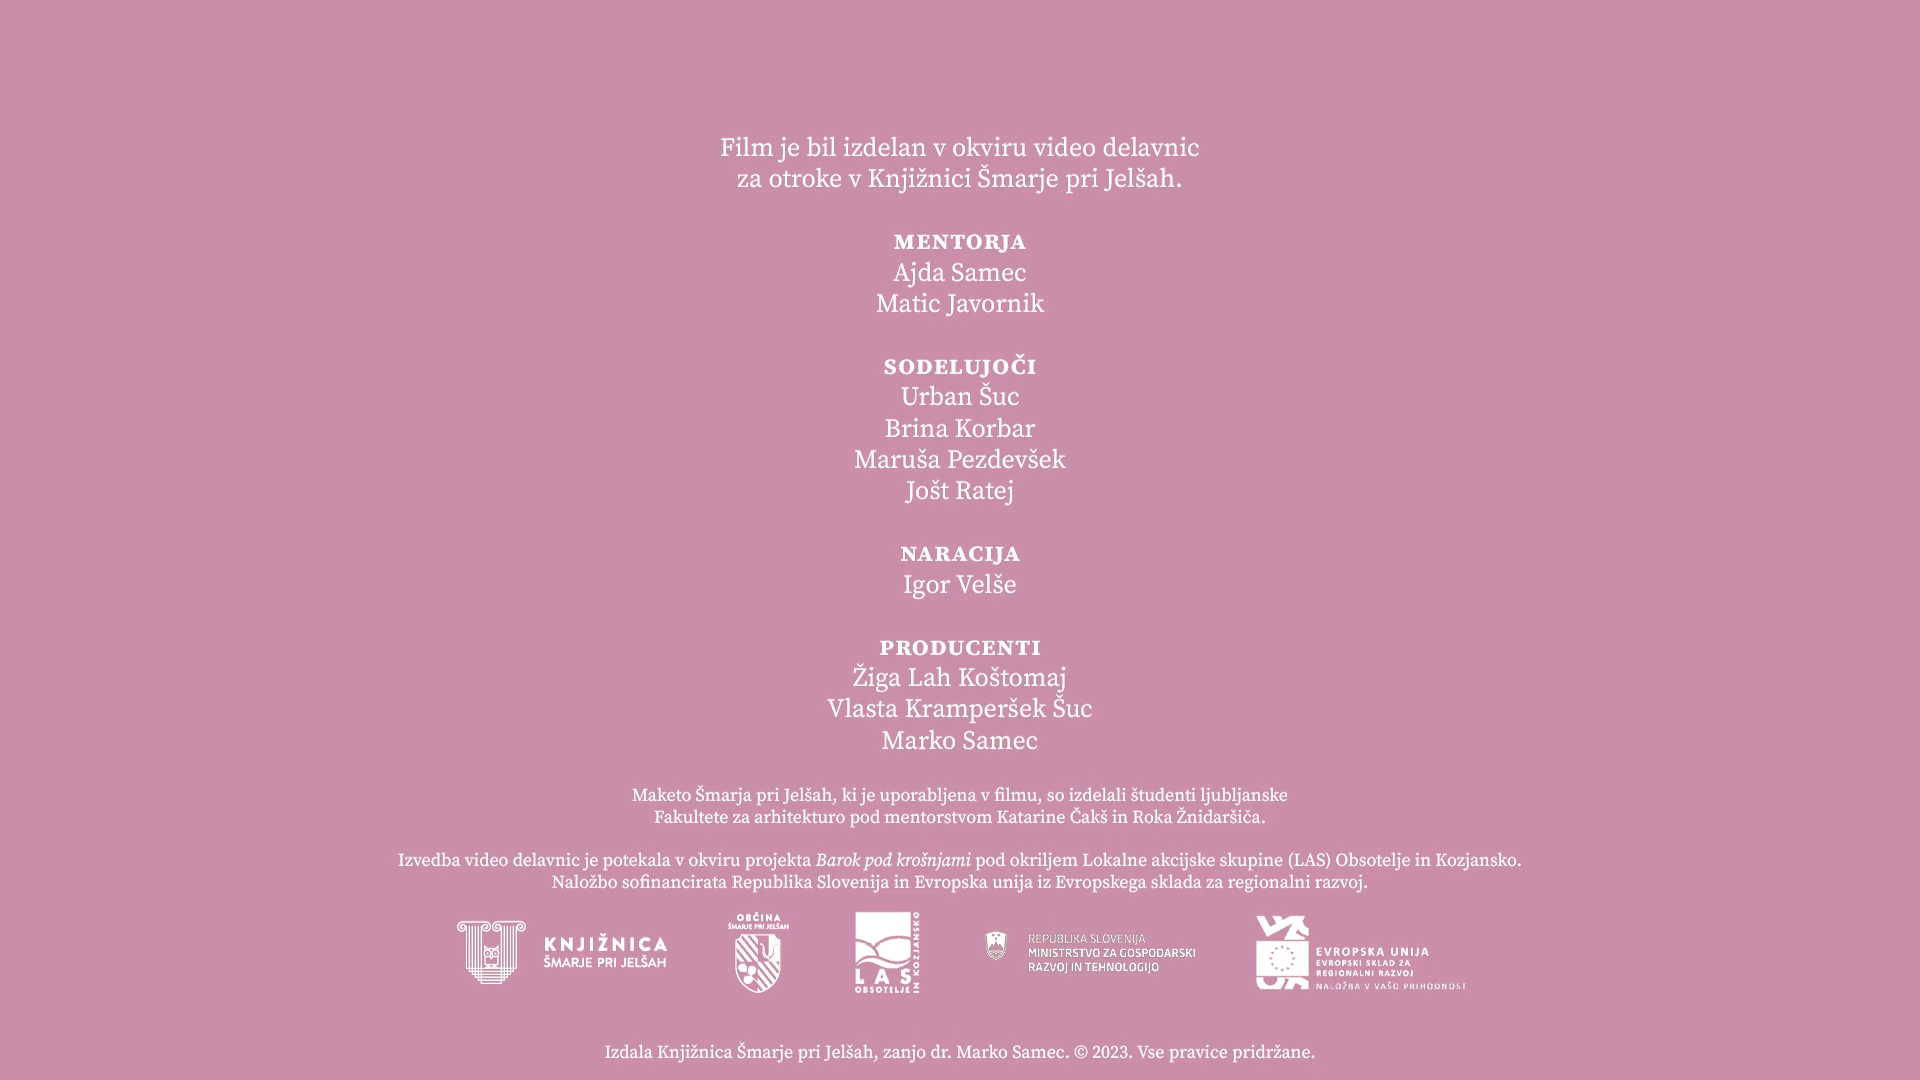 Film je bil izdelan v okviru video delavnic
za otroke v Knjižnici Šmarje pri Jelšah.
MENTORJA
Ajda Samec
Matic Javornik
SODELUJOČI
Urban Šuc
Brina Korbar
Maruša Pezdevšek
Jošt Ratej
NARACIJA
Igor Velše
PRODUCENTI
Žiga Lah Koštomaj
Vlasta Kramperšek Šuc
Marko Samec
Maketo Šmarja pri Jelšah, ki je uporabljena v filmu, so izdelali študenti ljubljanske
Fakultete za arhitekturo pod mentorstvom Katarine Čakš in Roka Žnidaršiča.
Izvedba video delavnic je potekala v okviru projekta Barok pod krošnjami pod okriljem Lokalne akcijske skupine (LAS) Obsotelje in Kozjansko.
Naložbo sofinancirata Republika Slovenija in Evropska unija iz Evropskega sklada za regionalni razvoj.
KNJIŽNICA
ŠMARJE PRI JELŠAH
OBČINA
ŠMARJE PRI JELŠAH
LAS
OBSOTELJE
IN KOZJANSKO
REPUBLIKA SLOVENIJA
MINISTRSTVO ZA GOSPODARSKI
RAZVOJ IN TEHNOLOGIJO
EVROPSKA UNIJA
EVROPSKI SKLAD ZA
REGIONALNI RAZVOJ
NALOŽBA V VAŠO PRIHODNOST
Izdala Knjižnica Šmarje pri Jelšah, zanjo dr. Marko Samec. © 2023. Vse pravice pridržane.